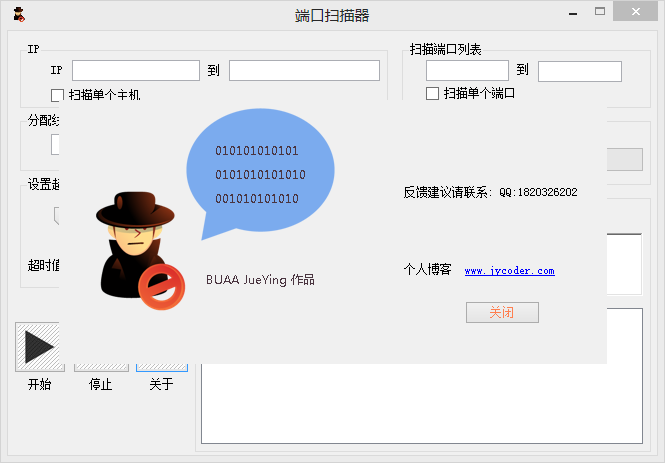 端口扫描器
IP
扫描端口列表
IP
到
到
扫描单个主机
扫描单个端口
分配线
010101010101
0101010101010
001010101010
设置超
反馈建议请联系: QQ:1820326202
超时值
个人博客 www.jycoder.com
BUAA JueYing 作品
关闭
开始
停止
关于